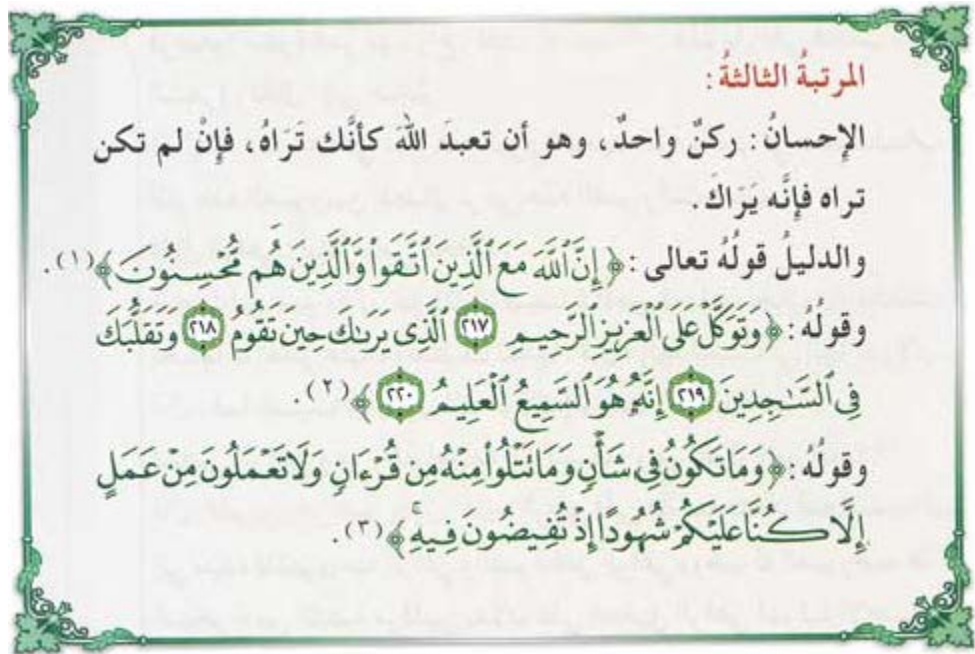 المرتبةُ الثالثةُ:
الإحسانُ: ركنٌ واحدٌ، وهو أن تعبدَ اللهَ كأنَّك تَرَاهُ، فإنْ لم تكن
تراه فإنَّه يَرَاكَ.
والدليلُ قولُهُ تعالى: ﴿إِنَّ ٱللَّهَ مَعَ ٱلَّذِينَ ٱتَّقَوا۟ وَّٱلَّذِينَ هُم مُّحْسِنُونَ﴾(١).
وقولُهُ: ﴿وَتَوَكَّلْ عَلَى ٱلْعَزِيزِ ٱلرَّحِيمِ ٢١٧ ٱلَّذِى يَرَىٰكَ حِينَ تَقُومُ ٢١٨ وَتَقَلُّبَكَ
فِى ٱلسَّـٰجِدِينَ ٢١٩ إِنَّهُۥ هُوَ ٱلسَّمِيعُ ٱلْعَلِيمُ ٢٢٠﴾(٢).
وقولُهُ: ﴿وَمَا تَكُونُ فِى شَأْنٍ وَمَا تَتْلُوا۟ مِنْهُ مِن قُرْءَانٍ وَلَا تَعْمَلُونَ مِنْ عَمَلٍ
إِلَّا كُنَّا عَلَيْكُمْ شُهُودًا إِذْ تُفِيضُونَ فِيهِ﴾(٣).